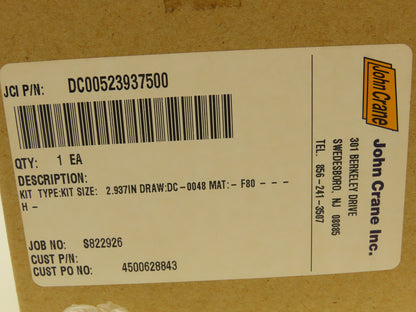 JCI P/N: DC00523937500
QTY: 1 EA
DESCRIPTION:
KIT TYPE:KIT SIZE: 2.937IN DRAW:DC-0048 MAT:- F80 - - -
H -
JOB NO: S822926
CUST P/N:
CUST PO NO: 4500628843
John Crane
John Crane Inc.
301 BERKELEY DRIVE
SWEDESBORO, NJ 08085
TEL. 856-241-3507